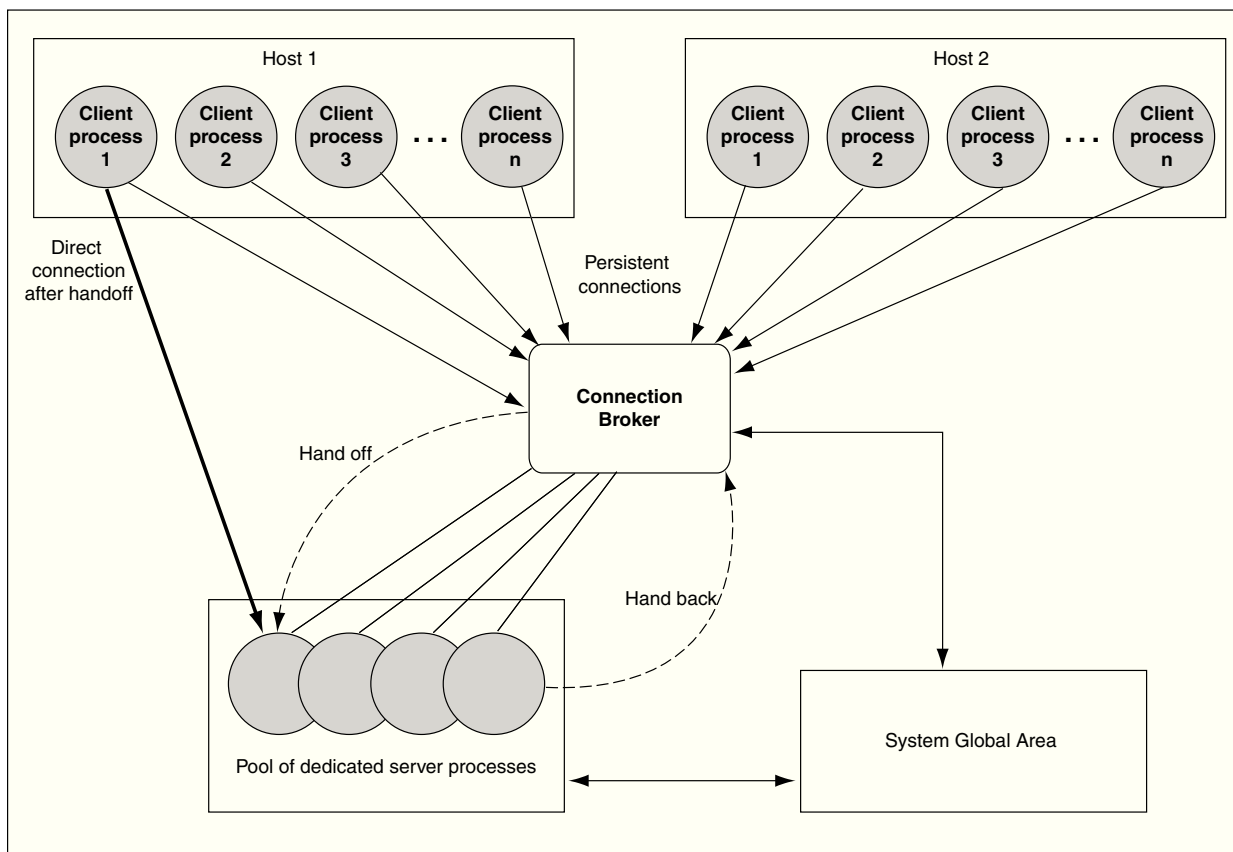 Host 1
Host 2
Client
process
1
Client
process
2
Client
process
3
...
Client
process
n
Client
process
1
Client
process
2
Client
process
3
...
Client
process
n
Direct
connection
after handoff
Persistent
connections
Connection
Broker
Hand off
Hand back
Pool of dedicated server processes
System Global Area